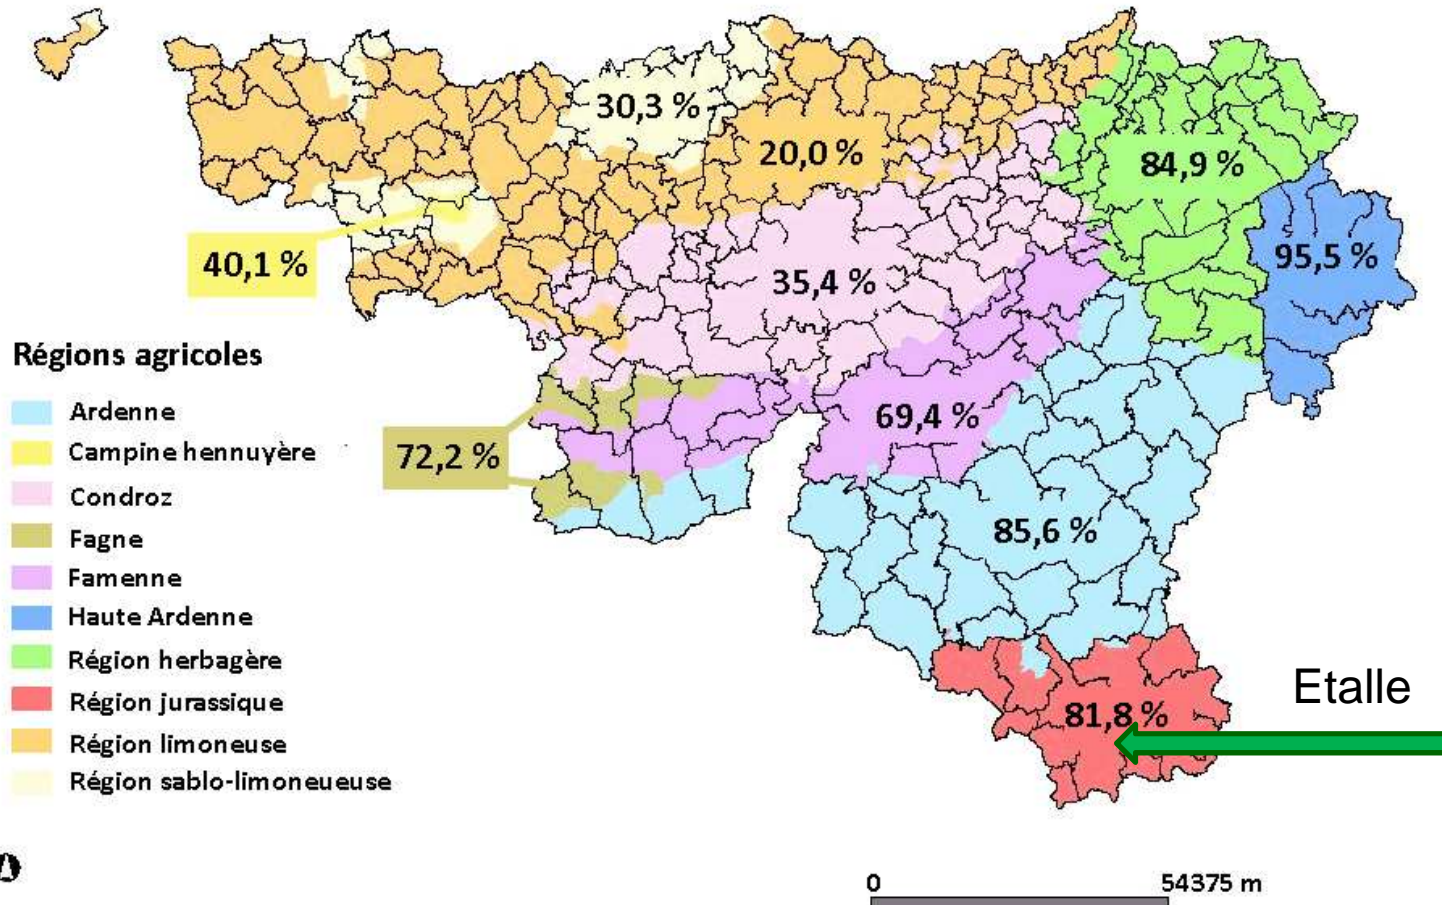 30,3 %
20,0 %
84,9 %
40,1 %
35,4 %
95,5 %
Régions agricoles
Ardenne
Campine hennuyère
Condroz
Fagne
Famenne
Haute Ardenne
Région herbagère
Région jurassique
Région limoneuse
Région sablo-limoneueuse
72,2 %
69,4 %
85,6 %
81,8 %
Etalle
0
54375 m